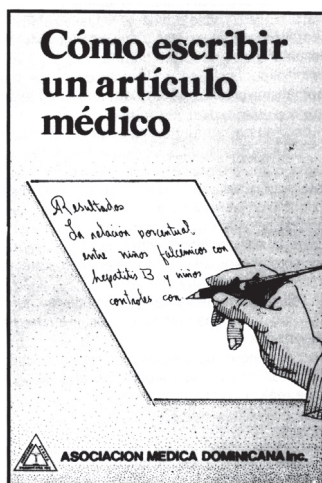 Cómo escribir
un artículo
médico
Resultados
La relación porcentual,
entre niños falcémicos con
hepatitis B y niños
controles con
ASOCIACION MEDICA DOMINICANA Inc.